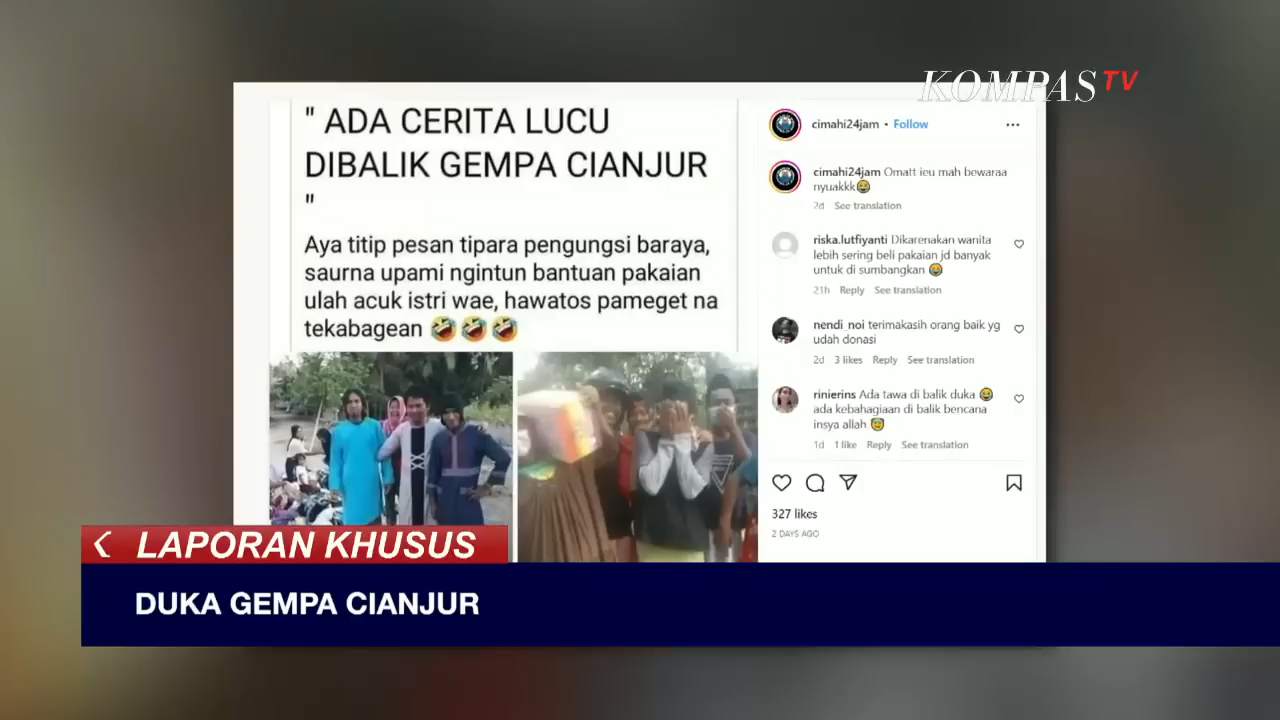 KOMPAS TV
" ADA CERITA LUCU
DIBALIK GEMPA CIANJUR
"
Aya titip pesan tipara pengungsi baraya,
saurna upami ngintun bantuan pakaian
ulah acuk istri wae, hawatos pameget na
tekabagean 🤣🤣🤣
cimahi24jam • Follow
cimahi24jam Omatt ieu mah bewaraa
nyuakkk😂
2d See translation
riska.lutfiyanti Dikarenakan wanita
lebih sering beli pakaian jd banyak
untuk di sumbangkan 😂
21h Reply See translation
nendi_noi terimakasih orang baik yg
udah donasi
2d 3 likes Reply See translation
rinierins Ada tawa di balik duka 😂
ada kebahagiaan di balik bencana
insya allah 😇
1d 1 like Reply See translation
327 likes
2 DAYS AGO
LAPORAN KHUSUS
DUKA GEMPA CIANJUR